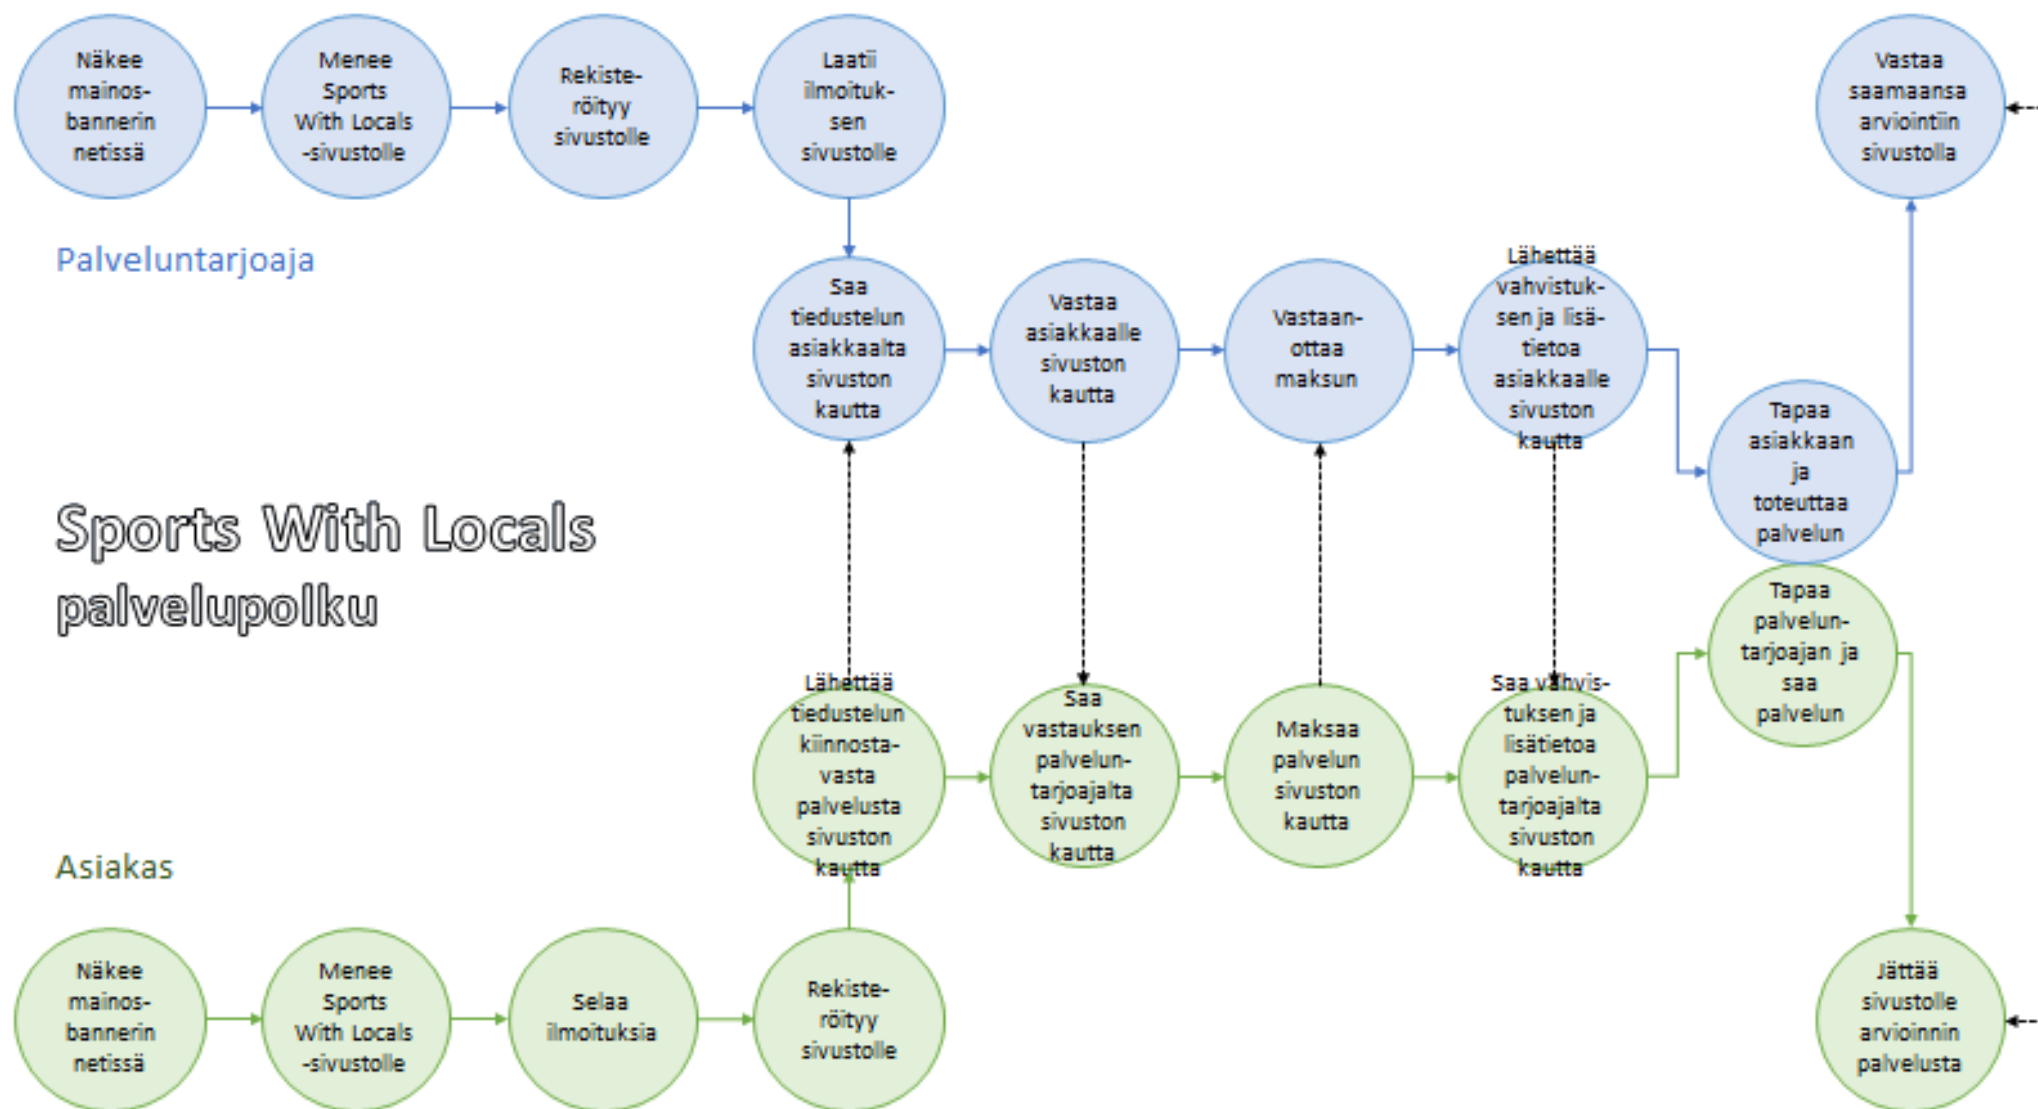 Näkee
mainos-
bannerin
netissä
Menee
Sports
With Locals
-sivustolle
Rekiste-
röityy
sivustolle
Laatii
ilmoituk-
sen
sivustolle
Vastaa
saamaansa
arviointiin
sivustolla
Palveluntarjoaja
Saa
tiedustelun
asiakkaalta
sivuston
kautta
Vastaa
asiakkaalle
sivuston
kautta
Vastaan-
ottaa
maksun
Lähettää
vahvistuk-
sen ja lisä-
tietoa
asiakkaalle
sivuston
kautta
Tapaa
asiakkaan
ja
toteuttaa
palvelun
Sports With Locals
palvelupolku
Tapaa
palvelun-
tarjoajan ja
saa
palvelun
Lähettää
tiedustelun
kiinnosta-
vasta
palvelusta
sivuston
kautta
Saa
vastauksen
palvelun-
tarjoajalta
sivuston
kautta
Maksaa
palvelun
sivuston
kautta
Saa vahvis-
tuksen ja
lisätietoa
palvelun-
tarjoajalta
sivuston
kautta
Asiakas
Näkee
mainos-
bannerin
netissä
Menee
Sports
With Locals
-sivustolle
Selaa
ilmoituksia
Rekiste-
röityy
sivustolle
Jättää
sivustolle
arvioinnin
palvelusta